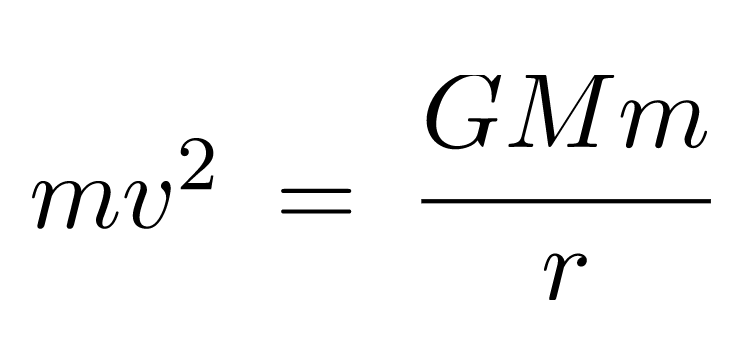 mv² = GMm / r